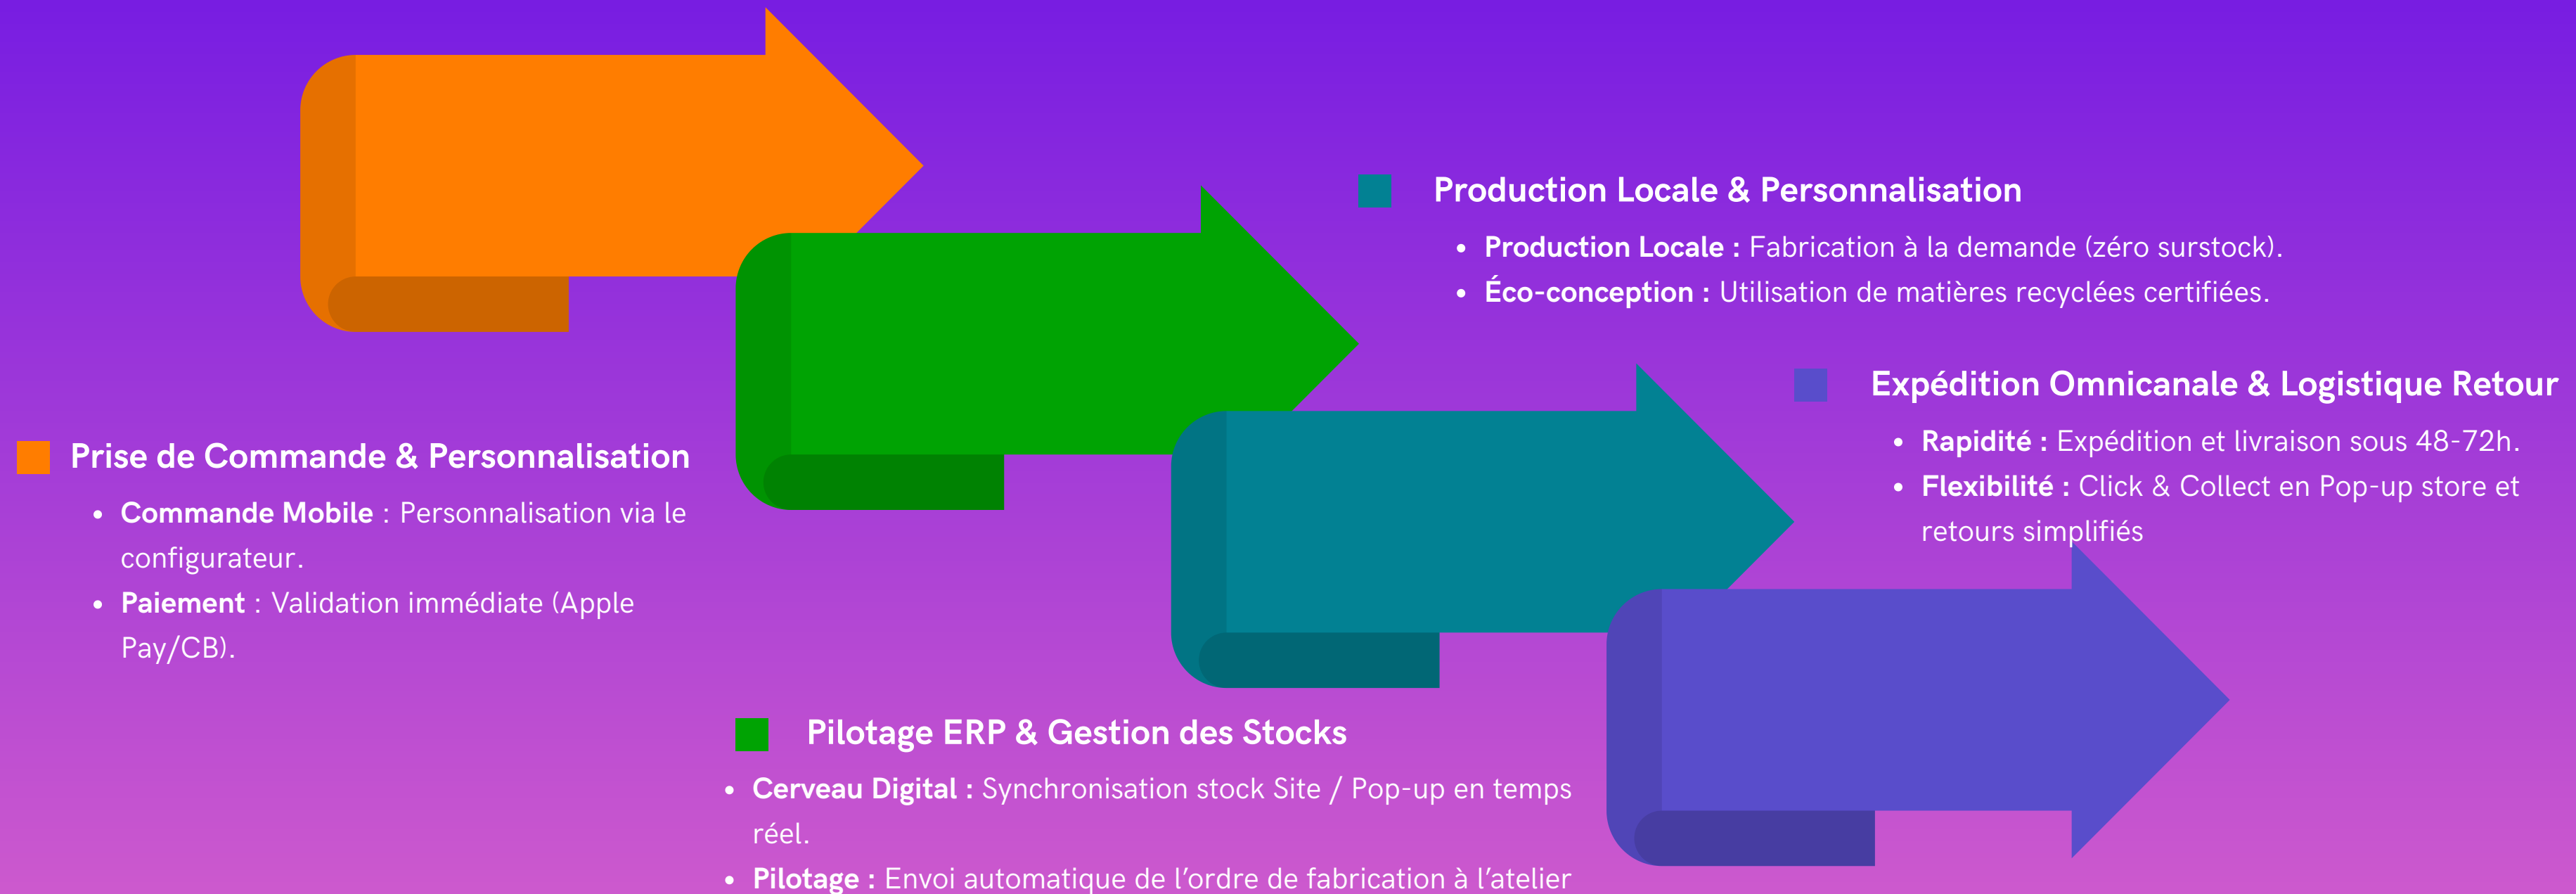 Prise de Commande & Personnalisation
• Commande Mobile : Personnalisation via le
configurateur.
• Paiement : Validation immédiate (Apple
Pay/CB).
Pilotage ERP & Gestion des Stocks
• Cerveau Digital : Synchronisation stock Site / Pop-up en temps
réel.
• Pilotage : Envoi automatique de l’ordre de fabrication à l’atelier
Production Locale & Personnalisation
• Production Locale : Fabrication à la demande (zéro surstock).
• Éco-conception : Utilisation de matières recyclées certifiées.
Expédition Omnicanale & Logistique Retour
• Rapidité : Expédition et livraison sous 48-72h.
• Flexibilité : Click & Collect en Pop-up store et
retours simplifiés